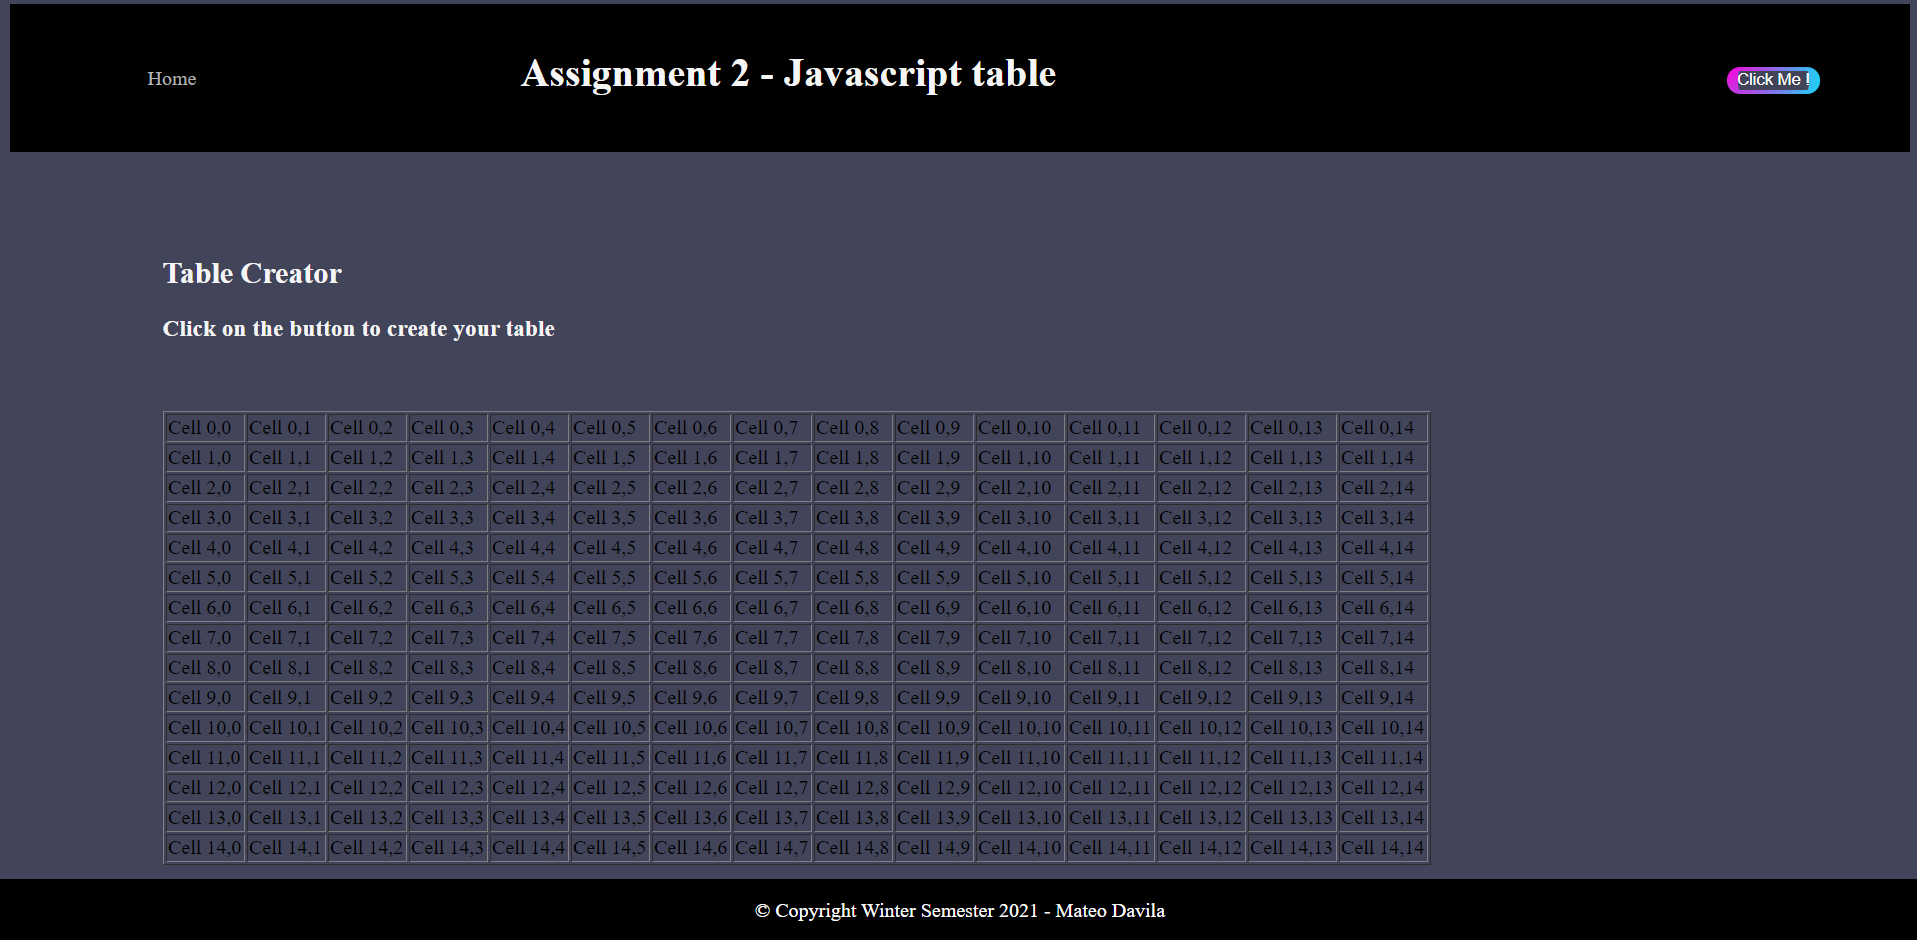 Home
Assignment 2 - Javascript table
Click Me !
Table Creator
Click on the button to create your table
Cell 0,0 Cell 0,1 Cell 0,2 Cell 0,3 Cell 0,4 Cell 0,5 Cell 0,6 Cell 0,7 Cell 0,8 Cell 0,9 Cell 0,10 Cell 0,11 Cell 0,12 Cell 0,13 Cell 0,14
Cell 1,0 Cell 1,1 Cell 1,2 Cell 1,3 Cell 1,4 Cell 1,5 Cell 1,6 Cell 1,7 Cell 1,8 Cell 1,9 Cell 1,10 Cell 1,11 Cell 1,12 Cell 1,13 Cell 1,14
Cell 2,0 Cell 2,1 Cell 2,2 Cell 2,3 Cell 2,4 Cell 2,5 Cell 2,6 Cell 2,7 Cell 2,8 Cell 2,9 Cell 2,10 Cell 2,11 Cell 2,12 Cell 2,13 Cell 2,14
Cell 3,0 Cell 3,1 Cell 3,2 Cell 3,3 Cell 3,4 Cell 3,5 Cell 3,6 Cell 3,7 Cell 3,8 Cell 3,9 Cell 3,10 Cell 3,11 Cell 3,12 Cell 3,13 Cell 3,14
Cell 4,0 Cell 4,1 Cell 4,2 Cell 4,3 Cell 4,4 Cell 4,5 Cell 4,6 Cell 4,7 Cell 4,8 Cell 4,9 Cell 4,10 Cell 4,11 Cell 4,12 Cell 4,13 Cell 4,14
Cell 5,0 Cell 5,1 Cell 5,2 Cell 5,3 Cell 5,4 Cell 5,5 Cell 5,6 Cell 5,7 Cell 5,8 Cell 5,9 Cell 5,10 Cell 5,11 Cell 5,12 Cell 5,13 Cell 5,14
Cell 6,0 Cell 6,1 Cell 6,2 Cell 6,3 Cell 6,4 Cell 6,5 Cell 6,6 Cell 6,7 Cell 6,8 Cell 6,9 Cell 6,10 Cell 6,11 Cell 6,12 Cell 6,13 Cell 6,14
Cell 7,0 Cell 7,1 Cell 7,2 Cell 7,3 Cell 7,4 Cell 7,5 Cell 7,6 Cell 7,7 Cell 7,8 Cell 7,9 Cell 7,10 Cell 7,11 Cell 7,12 Cell 7,13 Cell 7,14
Cell 8,0 Cell 8,1 Cell 8,2 Cell 8,3 Cell 8,4 Cell 8,5 Cell 8,6 Cell 8,7 Cell 8,8 Cell 8,9 Cell 8,10 Cell 8,11 Cell 8,12 Cell 8,13 Cell 8,14
Cell 9,0 Cell 9,1 Cell 9,2 Cell 9,3 Cell 9,4 Cell 9,5 Cell 9,6 Cell 9,7 Cell 9,8 Cell 9,9 Cell 9,10 Cell 9,11 Cell 9,12 Cell 9,13 Cell 9,14
Cell 10,0 Cell 10,1 Cell 10,2 Cell 10,3 Cell 10,4 Cell 10,5 Cell 10,6 Cell 10,7 Cell 10,8 Cell 10,9 Cell 10,10 Cell 10,11 Cell 10,12 Cell 10,13 Cell 10,14
Cell 11,0 Cell 11,1 Cell 11,2 Cell 11,3 Cell 11,4 Cell 11,5 Cell 11,6 Cell 11,7 Cell 11,8 Cell 11,9 Cell 11,10 Cell 11,11 Cell 11,12 Cell 11,13 Cell 11,14
Cell 12,0 Cell 12,1 Cell 12,2 Cell 12,3 Cell 12,4 Cell 12,5 Cell 12,6 Cell 12,7 Cell 12,8 Cell 12,9 Cell 12,10 Cell 12,11 Cell 12,12 Cell 12,13 Cell 12,14
Cell 13,0 Cell 13,1 Cell 13,2 Cell 13,3 Cell 13,4 Cell 13,5 Cell 13,6 Cell 13,7 Cell 13,8 Cell 13,9 Cell 13,10 Cell 13,11 Cell 13,12 Cell 13,13 Cell 13,14
Cell 14,0 Cell 14,1 Cell 14,2 Cell 14,3 Cell 14,4 Cell 14,5 Cell 14,6 Cell 14,7 Cell 14,8 Cell 14,9 Cell 14,10 Cell 14,11 Cell 14,12 Cell 14,13 Cell 14,14
© Copyright Winter Semester 2021 - Mateo Davila